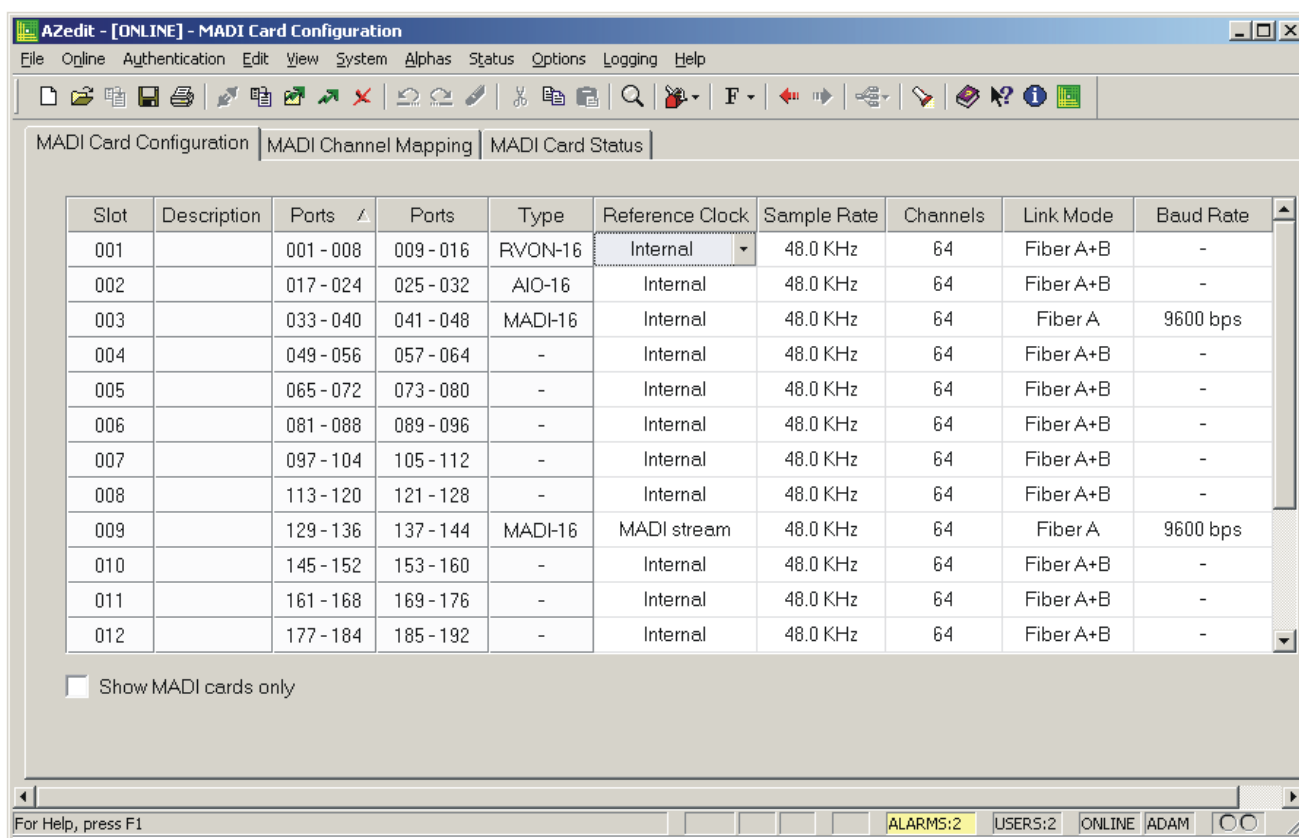 AZedit - [ONLINE] - MADI Card Configuration
File Online Authentication Edit View System Alphas Status Options Logging Help
F
MADI Card Configuration MADI Channel Mapping MADI Card Status
Slot Description Ports Ports Type Reference Clock Sample Rate Channels Link Mode Baud Rate
001 001 - 008 009 - 016 RVON-16 Internal 48.0 KHz 64 Fiber A+B -
002 017 - 024 025 - 032 AIO-16 Internal 48.0 KHz 64 Fiber A+B -
003 033 - 040 041 - 048 MADI-16 Internal 48.0 KHz 64 Fiber A 9600 bps
004 049 - 056 057 - 064 - Internal 48.0 KHz 64 Fiber A+B -
005 065 - 072 073 - 080 - Internal 48.0 KHz 64 Fiber A+B -
006 081 - 088 089 - 096 - Internal 48.0 KHz 64 Fiber A+B -
007 097 - 104 105 - 112 - Internal 48.0 KHz 64 Fiber A+B -
008 113 - 120 121 - 128 - Internal 48.0 KHz 64 Fiber A+B -
009 129 - 136 137 - 144 MADI-16 MADI stream 48.0 KHz 64 Fiber A 9600 bps
010 145 - 152 153 - 160 - Internal 48.0 KHz 64 Fiber A+B -
011 161 - 168 169 - 176 - Internal 48.0 KHz 64 Fiber A+B -
012 177 - 184 185 - 192 - Internal 48.0 KHz 64 Fiber A+B -
Show MADI cards only
For Help, press F1 ALARMS:2 USERS:2 ONLINE ADAM